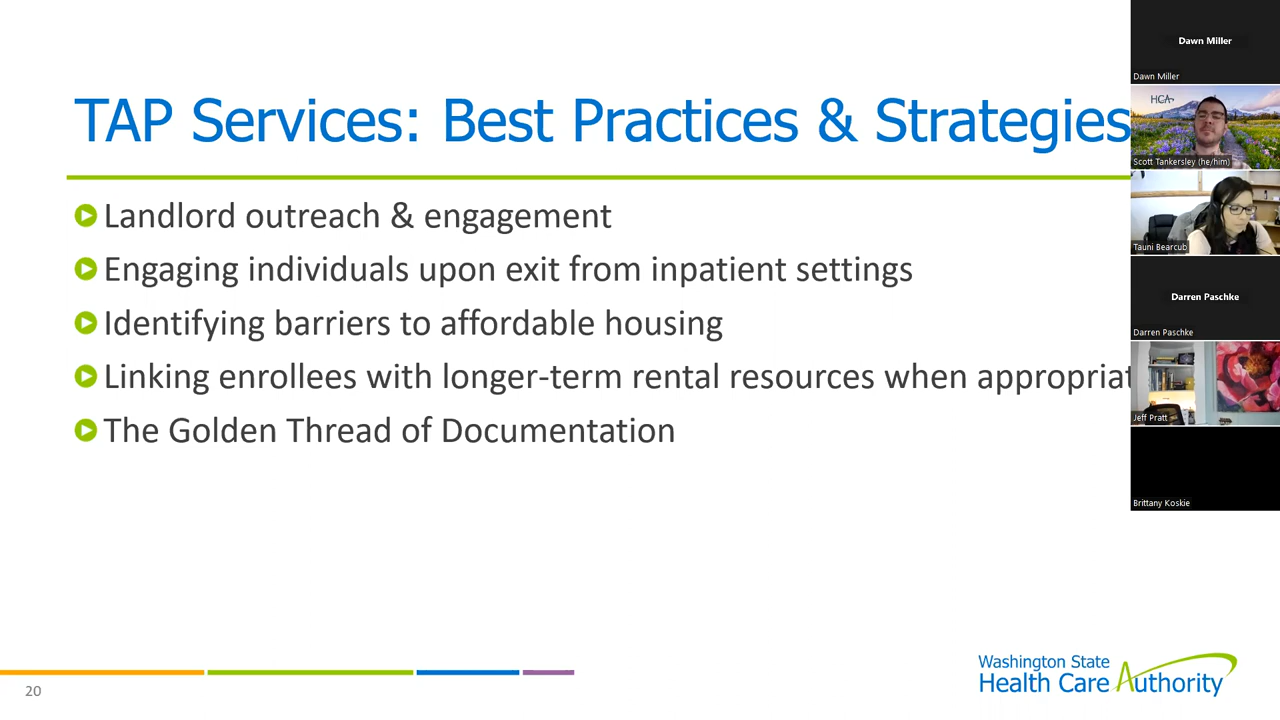 TAP Services: Best Practices & Strategies
Landlord outreach & engagement
Engaging individuals upon exit from inpatient settings
Identifying barriers to affordable housing
Linking enrollees with longer-term rental resources when appropriat
The Golden Thread of Documentation
20
Washington State
Health Care Authority
Dawn Miller
Dawn Miller
HCA
Scott Tankersley (he/him)
Tauni Bearcub
Darren Paschke
Darren Paschke
Jeff Pratt
Brittany Koskie